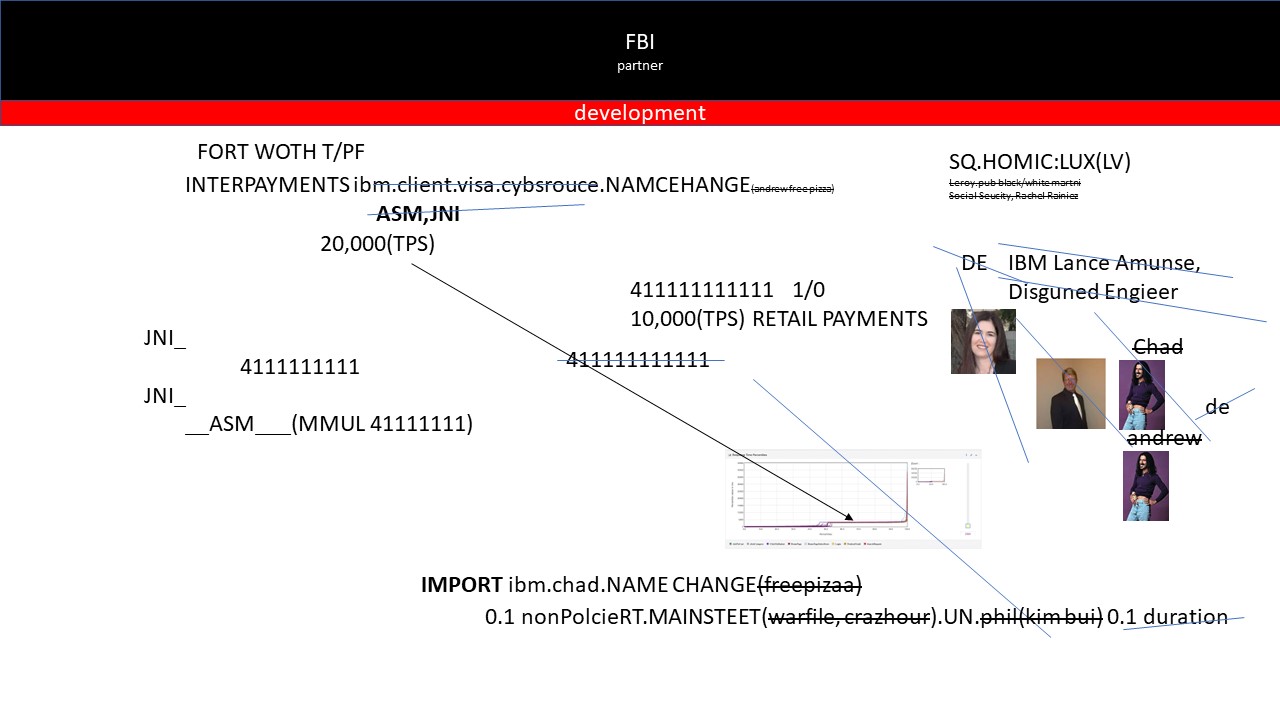 FBI
partner
development
FORT WOTH T/PF
INTERPAYMENTS ibm.client.visa.cybsrouce.NAMCEHANGE(andrew free pizza)
ASM,JNI
20,000(TPS)
SQ.HOMIC:LUX(LV)
Leroy.pub black/white martni
Social Seucity, Rachel Rainiez
DE IBM Lance Amunse,
Disguned Engieer
411111111111 1/0
10,000(TPS) RETAIL PAYMENTS
JNI_
4111111111
411111111111
Chad
JNI_
de
__ASM___(MMUL 41111111)
andrew
IMPORT ibm.chad.NAME CHANGE(freepizaa)
0.1 nonPolcieRT.MAINSTEET(warfile, crazhour).UN.phil(kim bui) 0.1 duration